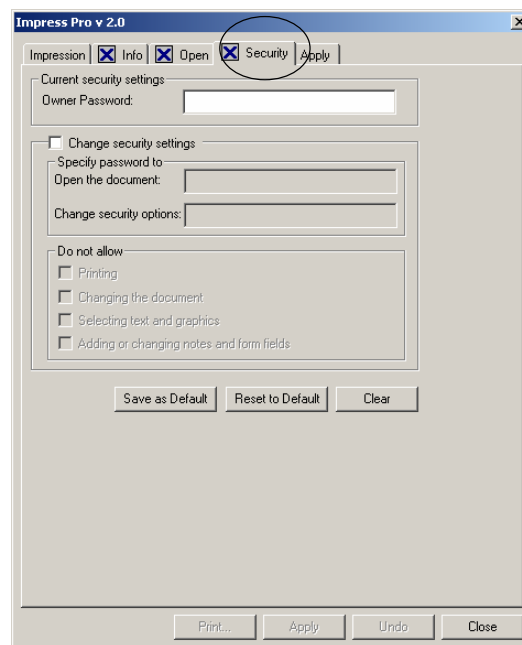 Impress Pro v 2.0
Impression Info Open Security Apply
Current security settings
Owner Password:
Change security settings
Specify password to
Open the document:
Change security options:
Do not allow
Printing
Changing the document
Selecting text and graphics
Adding or changing notes and form fields
Save as Default Reset to Default Clear
Print... Apply Undo Close